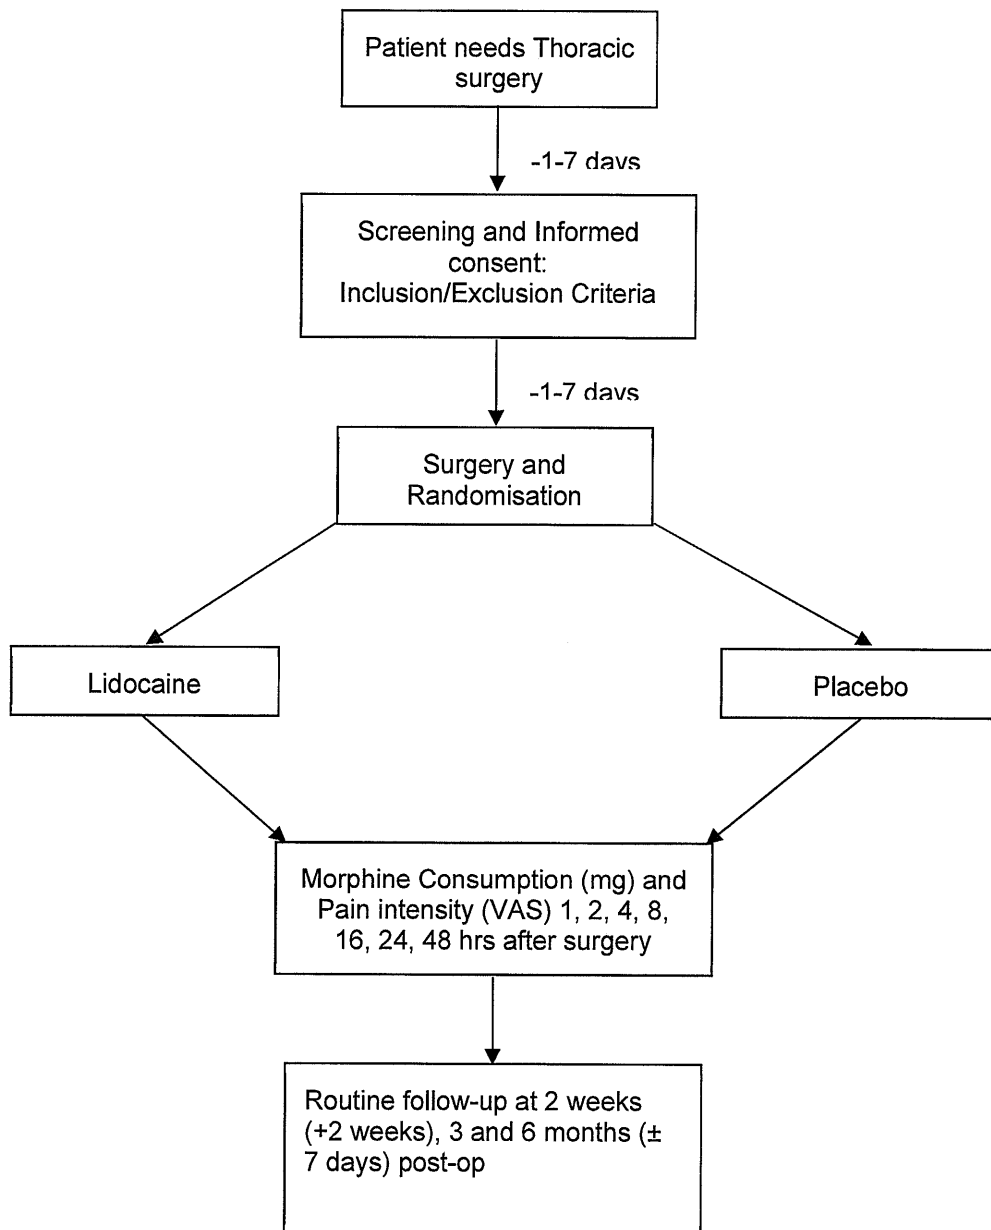 Patient needs Thoracic
surgery
-1-7 days
Screening and Informed
consent:
Inclusion/Exclusion Criteria
-1-7 days
Surgery and
Randomisation
Lidocaine
Placebo
Morphine Consumption (mg) and
Pain intensity (VAS) 1, 2, 4, 8,
16, 24, 48 hrs after surgery
Routine follow-up at 2 weeks
(+2 weeks), 3 and 6 months (±
7 days) post-op